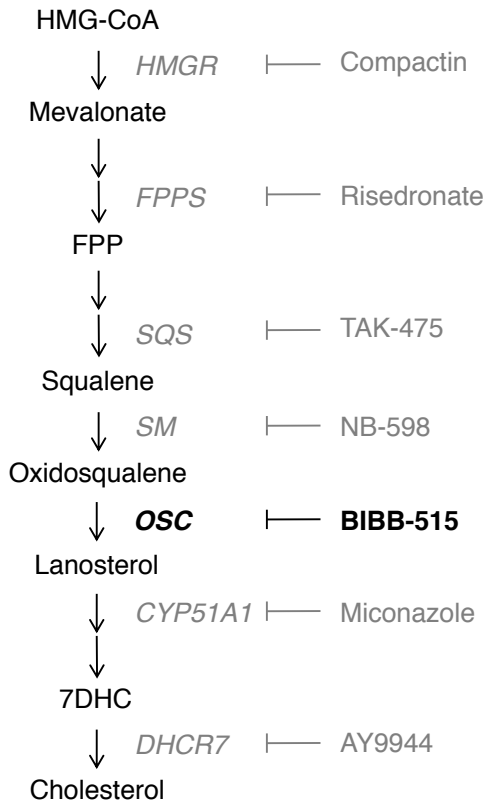 HMG-CoA
HMGR Compactin
Mevalonate
FPPS Risedronate
FPP
SQS TAK-475
Squalene
SM NB-598
Oxidosqualene
OSC BIBB-515
Lanosterol
CYP51A1 Miconazole
7DHC
DHCR7 AY9944
Cholesterol